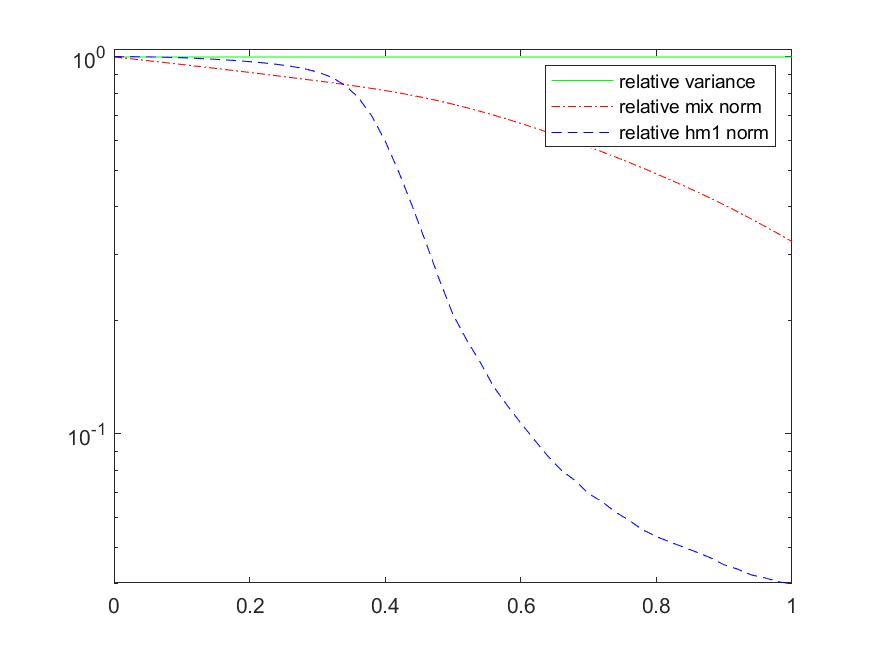 10^0
relative variance
relative mix norm
relative hm1 norm
10^-1
0 0.2 0.4 0.6 0.8 1